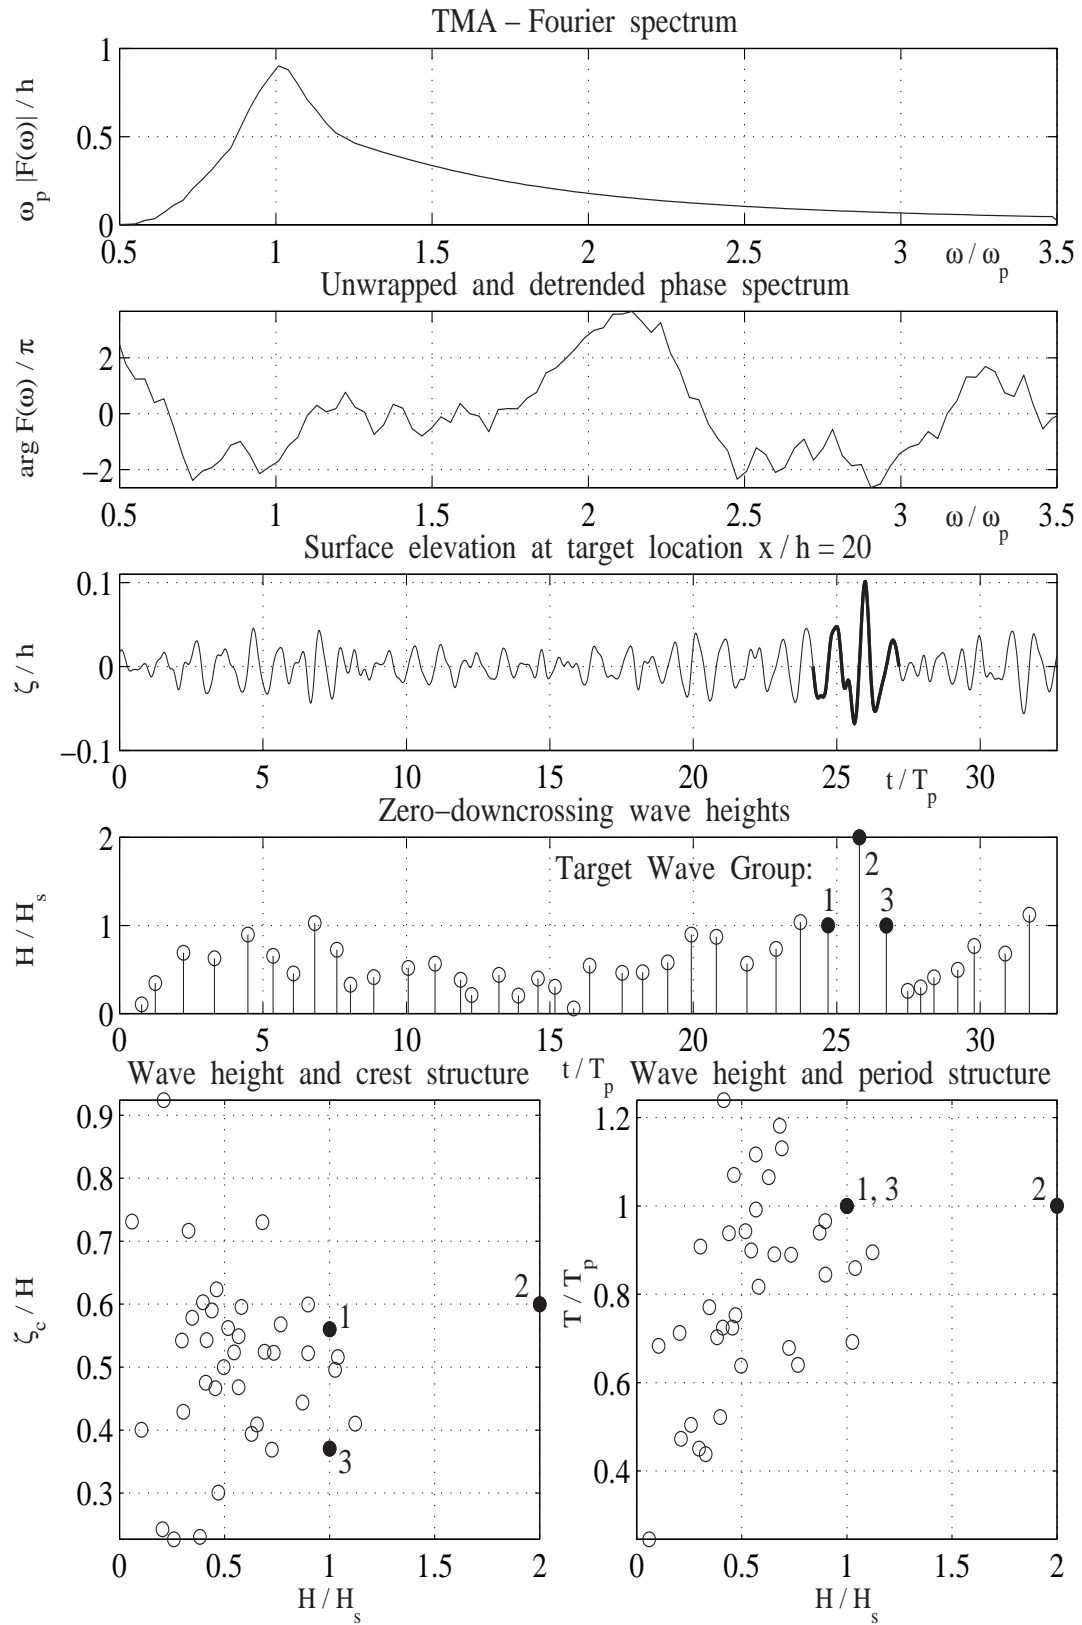 TMA – Fourier spectrum
ω_p |F(ω)| / h
1
0.5
0
0.5 1 1.5 2 2.5 3 ω / ω_p 3.5
Unwrapped and detrended phase spectrum
arg F(ω) / π
2
0
−2
0.5 1 1.5 2 2.5 3 ω / ω_p 3.5
Surface elevation at target location x / h = 20
ζ / h
0.1
0
−0.1
0 5 10 15 20 25 t / T_p 30
Zero−downcrossing wave heights
H / H_s
2
1
0
Target Wave Group:
1
2
3
0 5 10 15 20 25 30
t / T_p
Wave height and crest structure
ζ_c / H
0.9
0.8
0.7
0.6
0.5
0.4
0.3
1
2
3
0 0.5 1 1.5 2
H / H_s
Wave height and period structure
T / T_p
1.2
1
0.8
0.6
0.4
1, 3
2
0 0.5 1 1.5 2
H / H_s